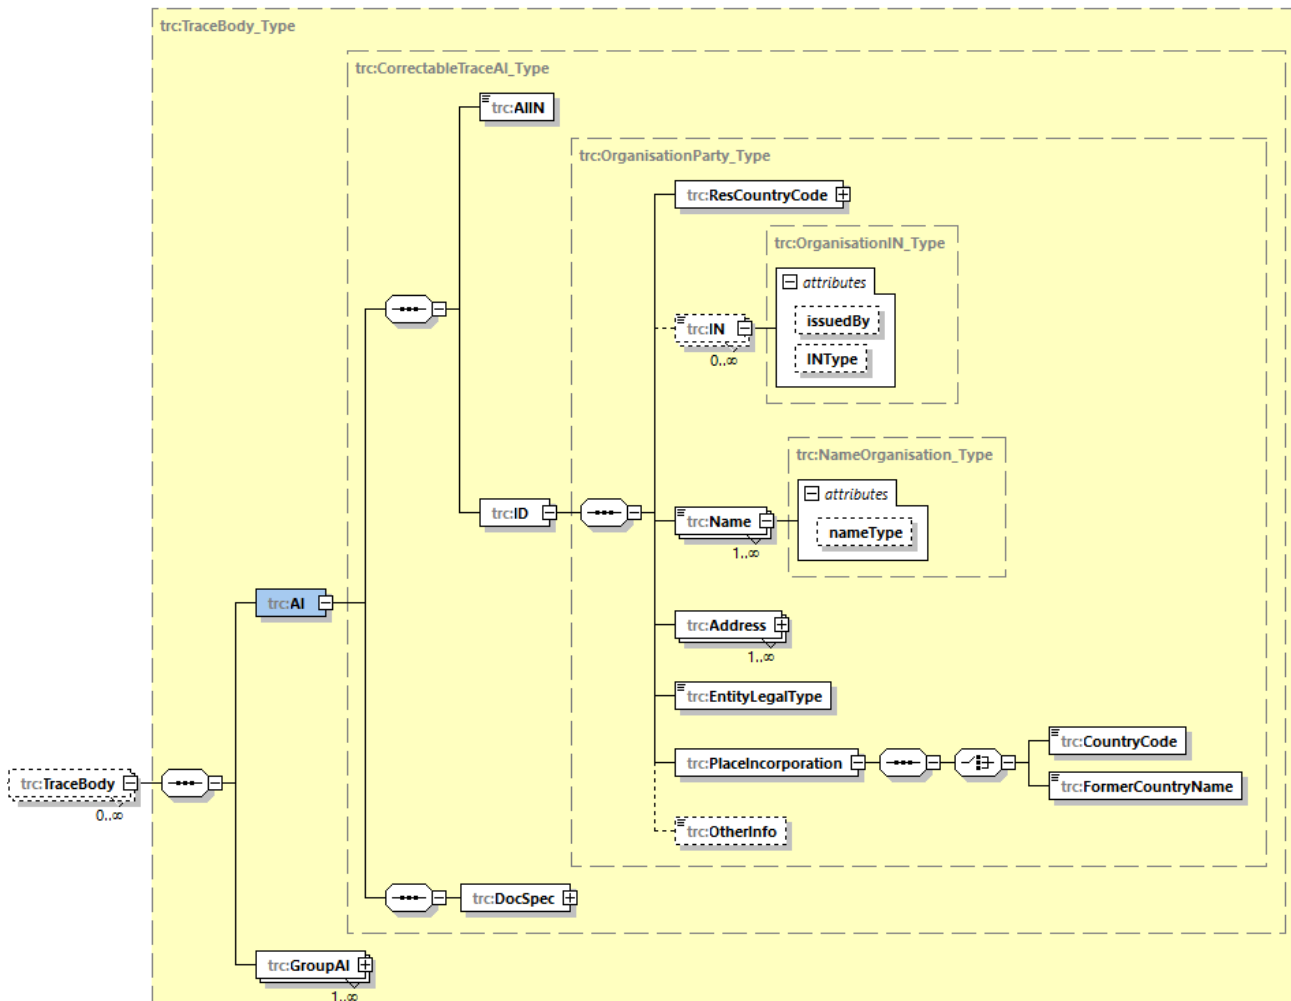 trc:TraceBody_Type
trc:CorrectableTraceAI_Type
trc:AIIN
trc:OrganisationParty_Type
trc:ResCountryCode
trc:OrganisationIN_Type
attributes
issuedBy
trc:IN
0..∞
INType
trc:NameOrganisation_Type
attributes
trc:ID
trc:Name
nameType
1..∞
trc:AI
trc:Address
1..∞
trc:EntityLegalType
trc:PlaceIncorporation
trc:CountryCode
trc:FormerCountryName
trc:TraceBody
0..∞
trc:OtherInfo
trc:DocSpec
trc:GroupAI
1..∞